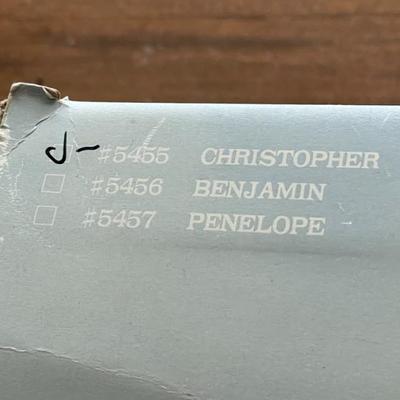 #5455 CHRISTOPHER
#5456 BENJAMIN
#5457 PENELOPE